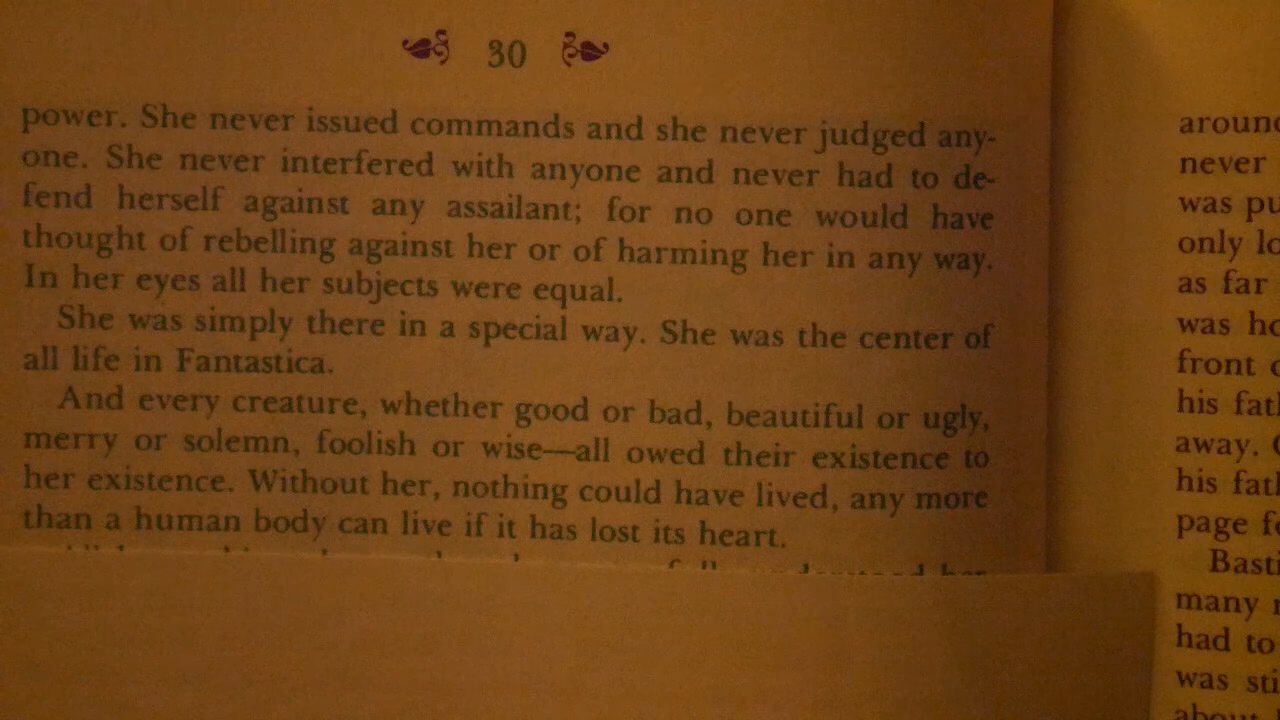 30
power. She never issued commands and she never judged any-
one. She never interfered with anyone and never had to de-
fend herself against any assailant; for no one would have
thought of rebelling against her or of harming her in any way.
In her eyes all her subjects were equal.
She was simply there in a special way. She was the center of
all life in Fantastica.
And every creature, whether good or bad, beautiful or ugly,
merry or solemn, foolish or wise—all owed their existence to
her existence. Without her, nothing could have lived, any more
than a human body can live if it has lost its heart.
understood her
never
was
only
as far
was
front
his
away.
his
page
many
had to
was